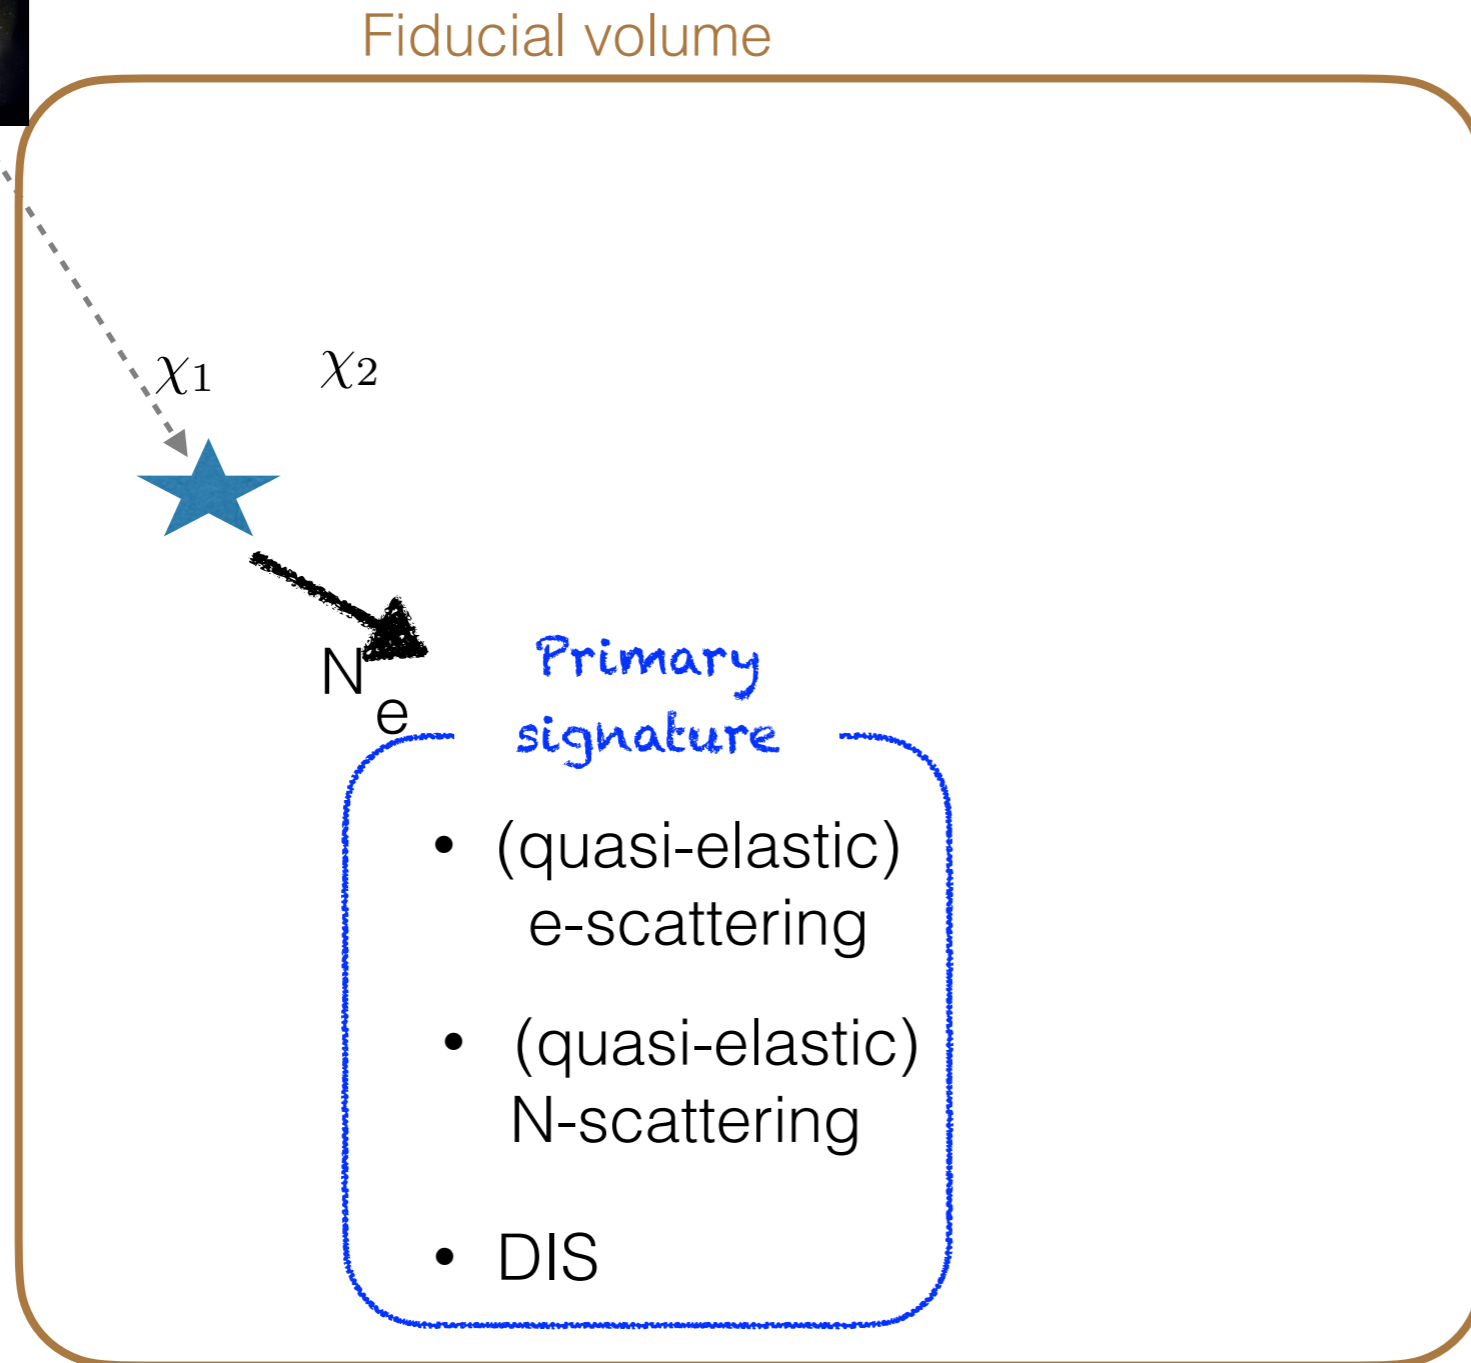 Fiducial volume
χ₁ χ₂
N
e
Primary
signature
• (quasi-elastic)
e-scattering
• (quasi-elastic)
N-scattering
• DIS